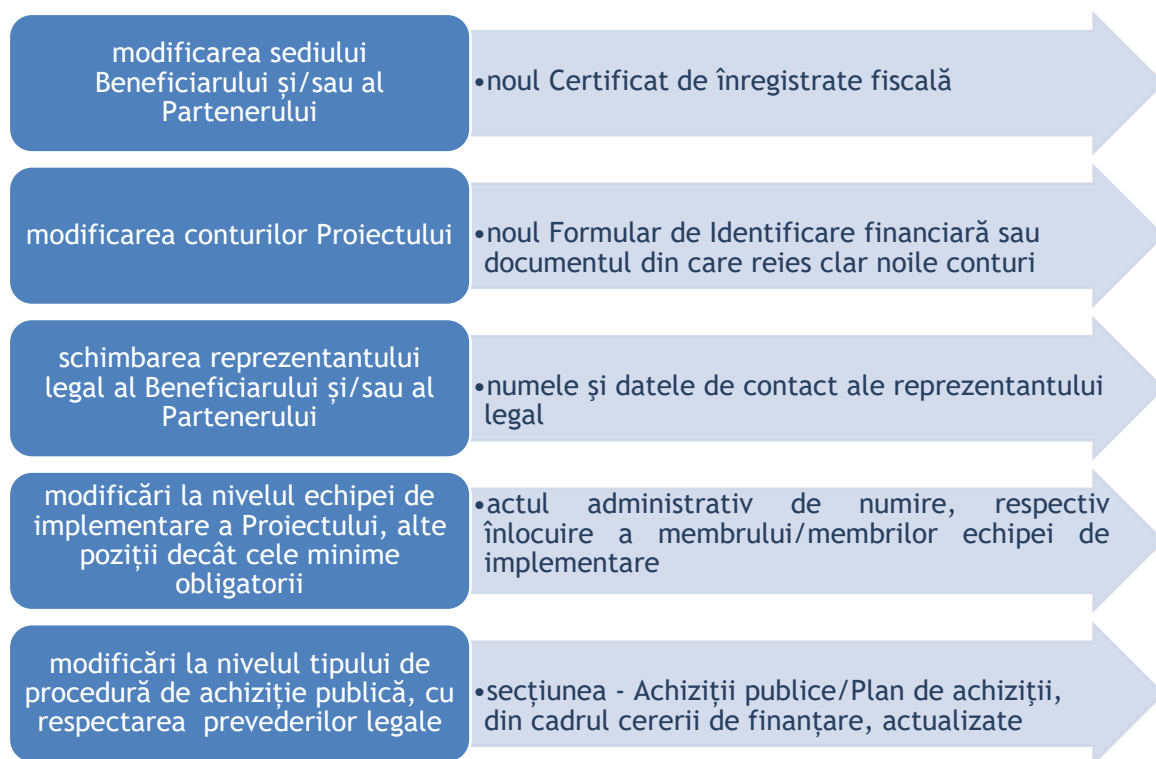 modificarea sediului
Beneficiarului și/sau al
Partenerului
•noul Certificat de înregistrate fiscală
modificarea conturilor Proiectului
•noul Formular de Identificare financiară sau
documentul din care reies clar noile conturi
schimbarea reprezentantului
legal al Beneficiarului și/sau al
Partenerului
•numele şi datele de contact ale reprezentantului
legal
modificări la nivelul echipei de
implementare a Proiectului, alte
poziții decât cele minime
obligatorii
•actul administrativ de numire, respectiv
înlocuire a membrului/membrilor echipei de
implementare
modificări la nivelul tipului de
procedură de achiziție publică, cu
respectarea prevederilor legale
•secțiunea - Achiziții publice/Plan de achiziţii,
din cadrul cererii de finanțare, actualizate